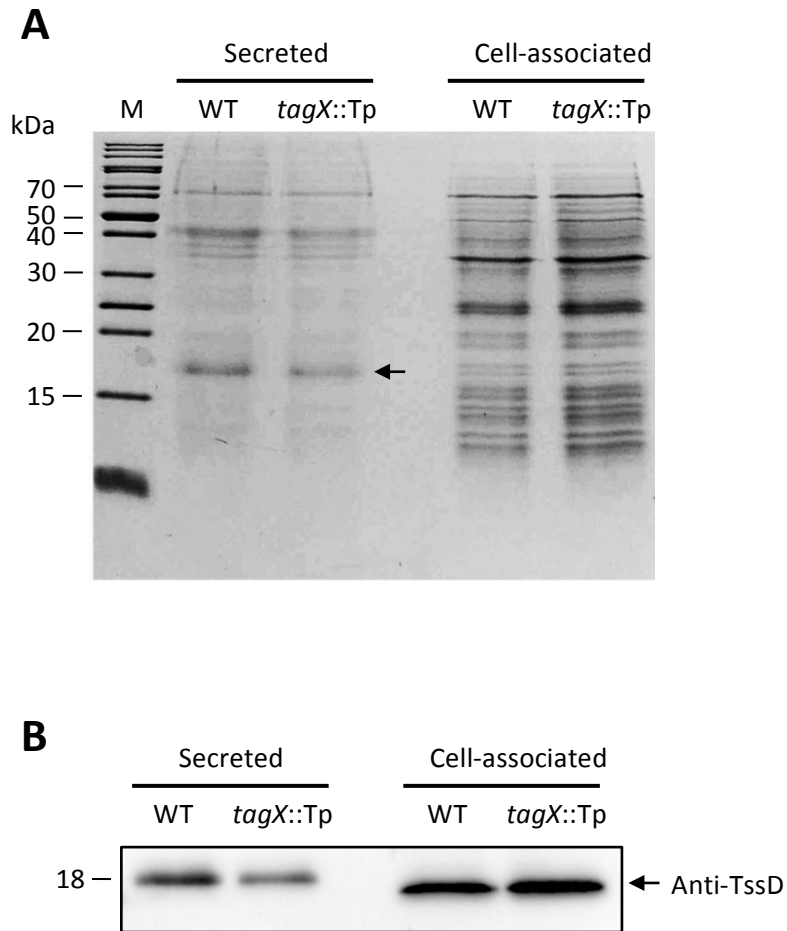 A
Secreted Cell-associated
kDa M WT tagX::Tp WT tagX::Tp
70
50
40
30
20
15
B
Secreted Cell-associated
WT tagX::Tp WT tagX::Tp
18 Anti-TssD